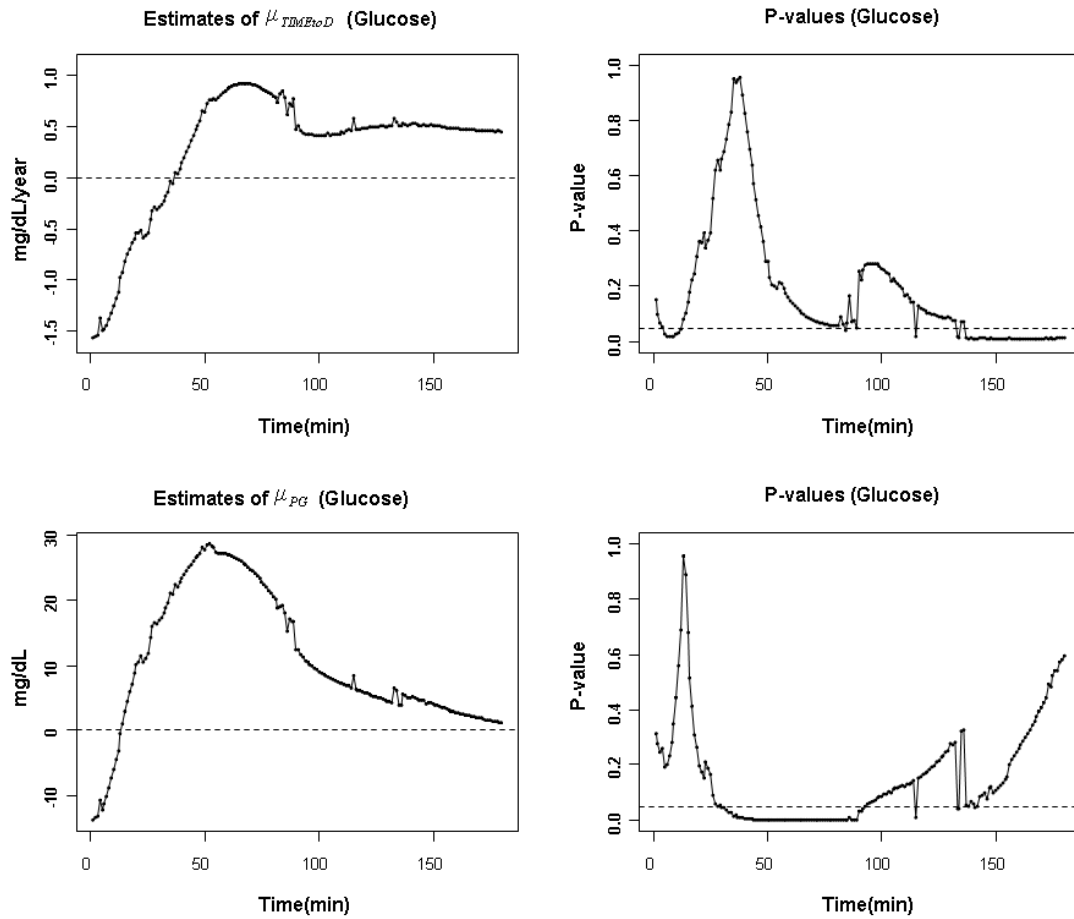 Estimates of μ TIMEtoD (Glucose)
mg/dL/year
1.0
0.5
0.0
-0.5
-1.0
-1.5
0 50 100 150
Time(min)
P-values (Glucose)
P-value
1.0
0.8
0.6
0.4
0.2
0.0
0 50 100 150
Time(min)
Estimates of μ PG (Glucose)
mg/dL
30
20
10
0
-10
0 50 100 150
Time(min)
P-values (Glucose)
P-value
1.0
0.8
0.6
0.4
0.2
0.0
0 50 100 150
Time(min)